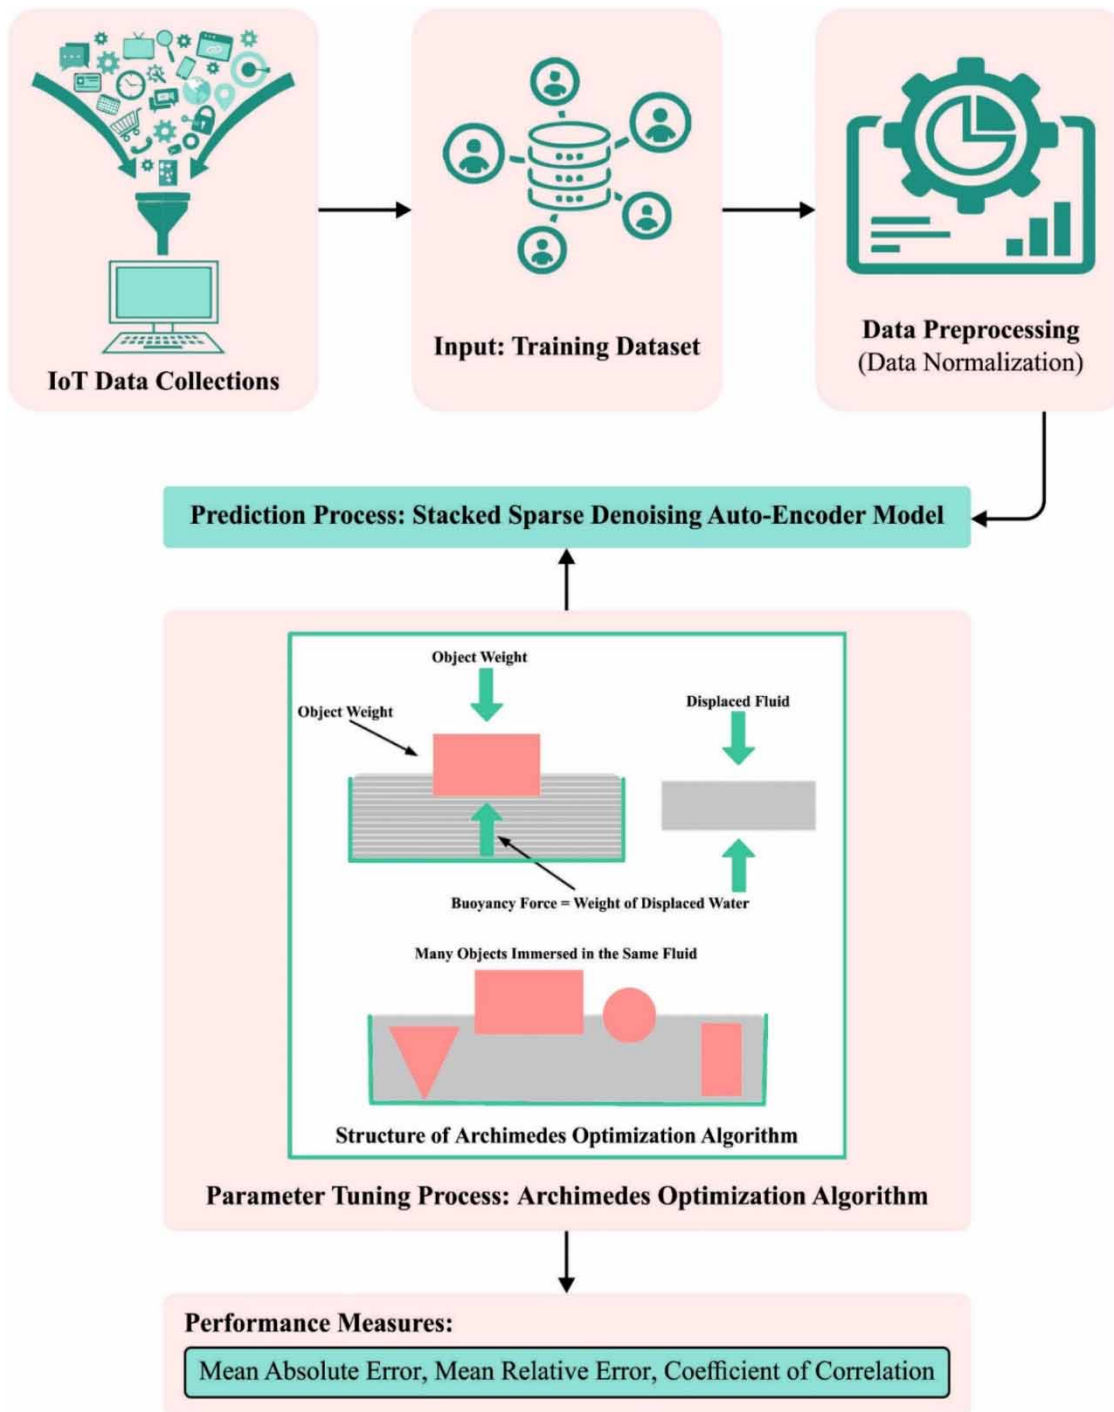 IoT Data Collections
Input: Training Dataset
Data Preprocessing
(Data Normalization)
Prediction Process: Stacked Sparse Denoising Auto-Encoder Model
Object Weight
Object Weight
Displaced Fluid
Buoyancy Force = Weight of Displaced Water
Many Objects Immersed in the Same Fluid
Structure of Archimedes Optimization Algorithm
Parameter Tuning Process: Archimedes Optimization Algorithm
Performance Measures:
Mean Absolute Error, Mean Relative Error, Coefficient of Correlation